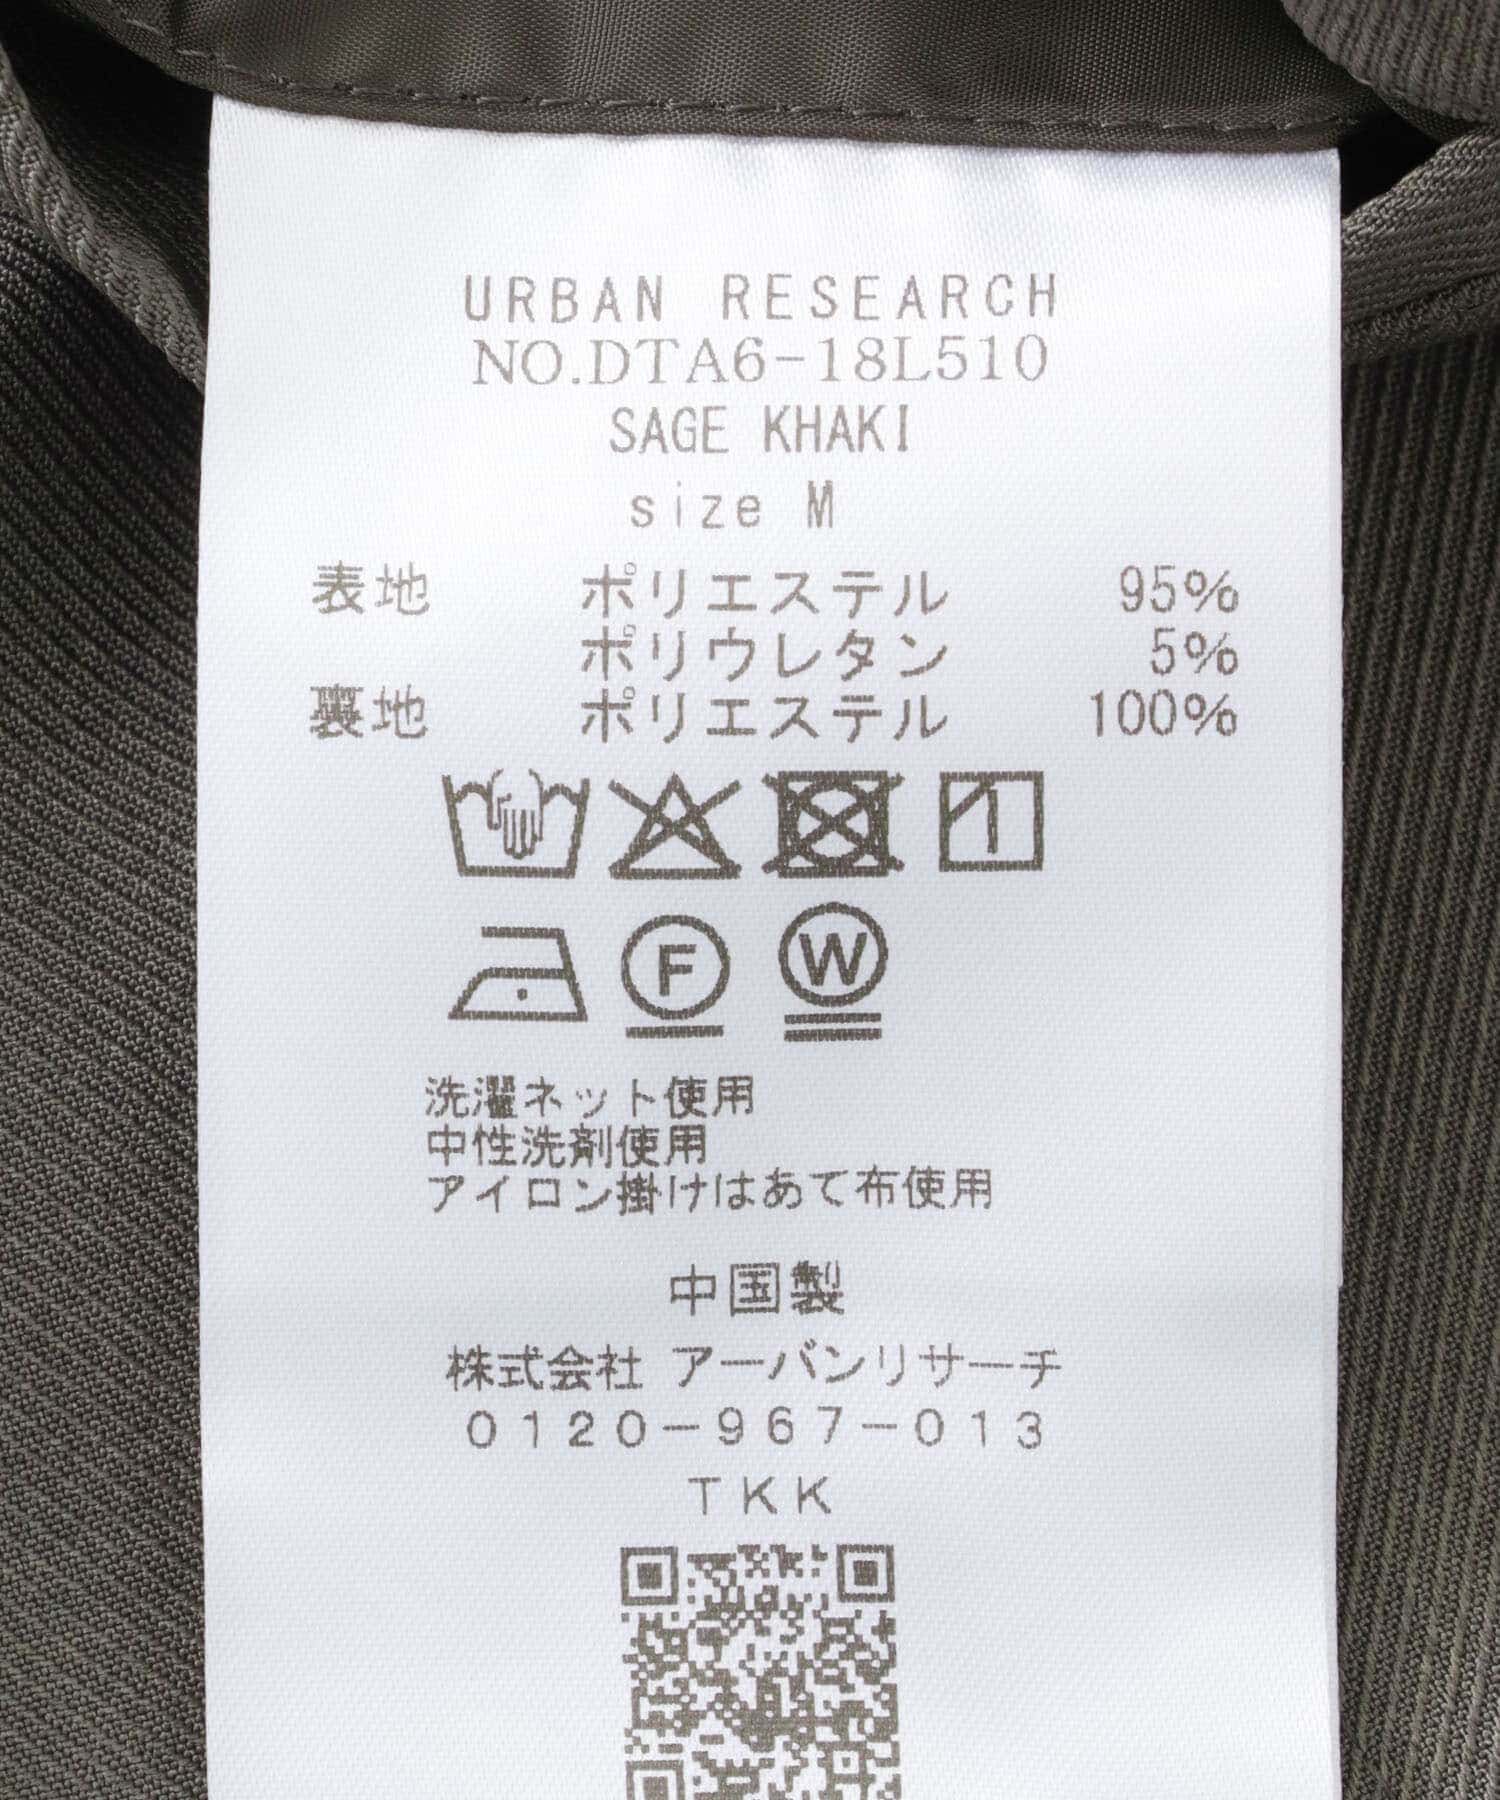 URBAN RESEARCH
NO.DTA6-18L510
SAGE KHAKI
size M
表地 ポリエステル 95%
ポリウレタン 5%
裏地 ポリエステル 100%
F W
洗濯ネット使用
中性洗剤使用
アイロン掛けはあて布使用
中国製
株式会社 アーバンリサーチ
0120-967-013
TKK